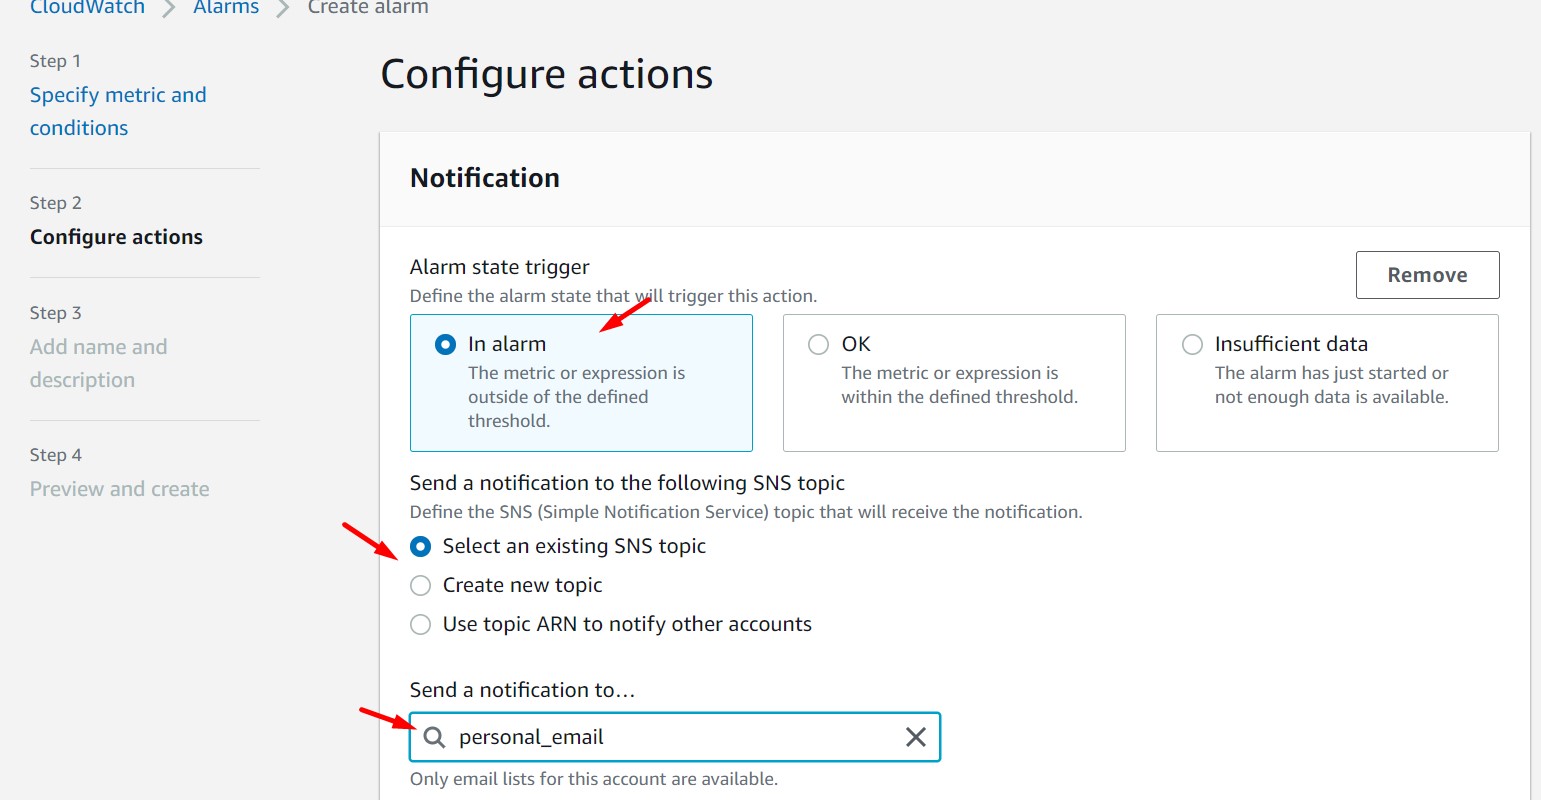 CloudWatch > Alarms > Create alarm
Step 1
Specify metric and
conditions
Step 2
Configure actions
Step 3
Add name and
description
Step 4
Preview and create
Configure actions
Notification
Alarm state trigger
Define the alarm state that will trigger this action.
Remove
In alarm
The metric or expression is
outside of the defined
threshold.
OK
The metric or expression is
within the defined threshold.
Insufficient data
The alarm has just started or
not enough data is available.
Send a notification to the following SNS topic
Define the SNS (Simple Notification Service) topic that will receive the notification.
Select an existing SNS topic
Create new topic
Use topic ARN to notify other accounts
Send a notification to…
personal_email
Only email lists for this account are available.